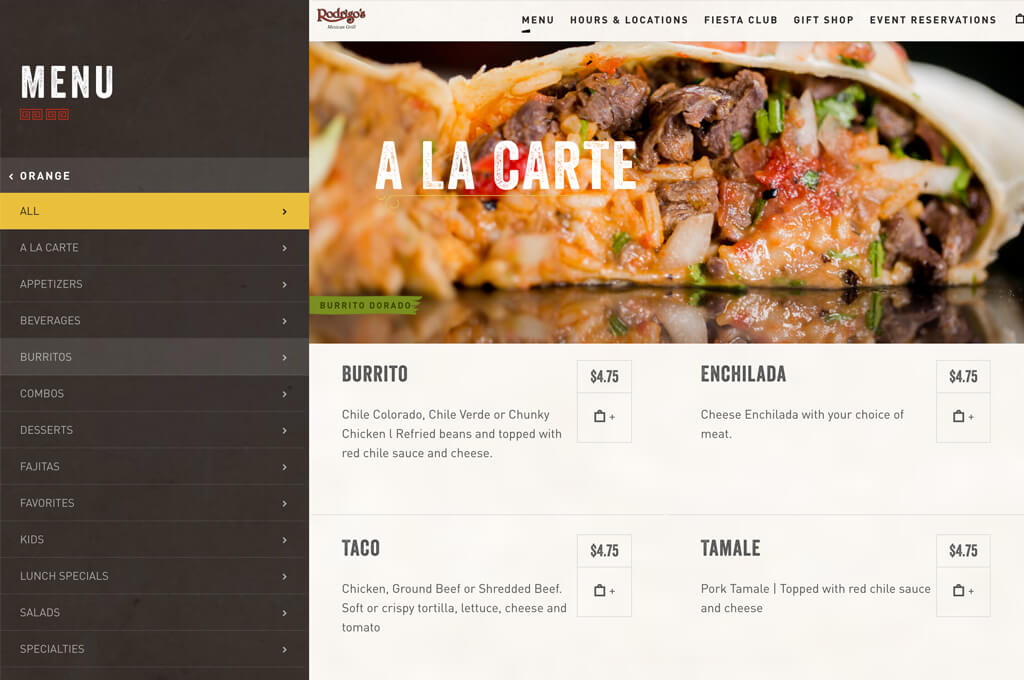 MENU
ORANGE
ALL
A LA CARTE
APPETIZERS
BEVERAGES
BURRITOS
COMBOS
DESSERTS
FAJITAS
FAVORITES
KIDS
LUNCH SPECIALS
SALADS
SPECIALTIES
Rodrigo's
Mexican Grill
MENU HOURS & LOCATIONS FIESTA CLUB GIFT SHOP EVENT RESERVATIONS
A LA CARTE
BURRITO DORADO
BURRITO
$4.75
Chile Colorado, Chile Verde or Chunky
Chicken l Refried beans and topped with
red chile sauce and cheese.
+
ENCHILADA
$4.75
Cheese Enchilada with your choice of
meat.
+
TACO
$4.75
Chicken, Ground Beef or Shredded Beef.
Soft or crispy tortilla, lettuce, cheese and
tomato
+
TAMALE
$4.75
Pork Tamale | Topped with red chile sauce
and cheese
+